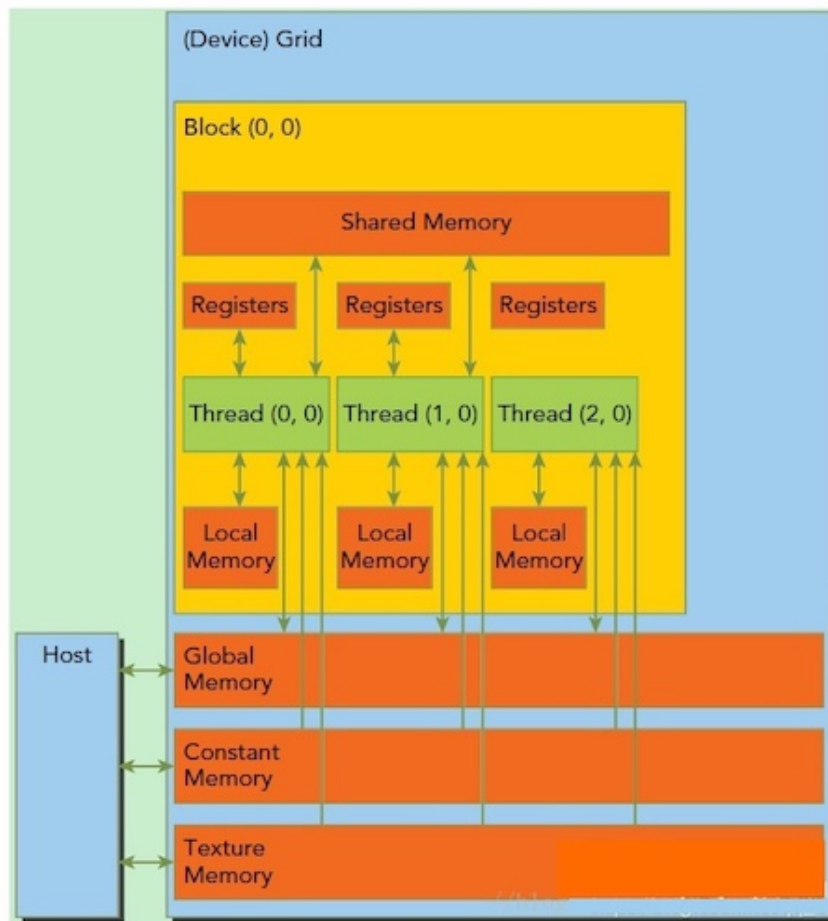 (Device) Grid
Block (0, 0)
Shared Memory
Registers
Registers
Registers
Thread (0, 0)
Thread (1, 0)
Thread (2, 0)
Local
Memory
Local
Memory
Local
Memory
Host
Global
Memory
Constant
Memory
Texture
Memory